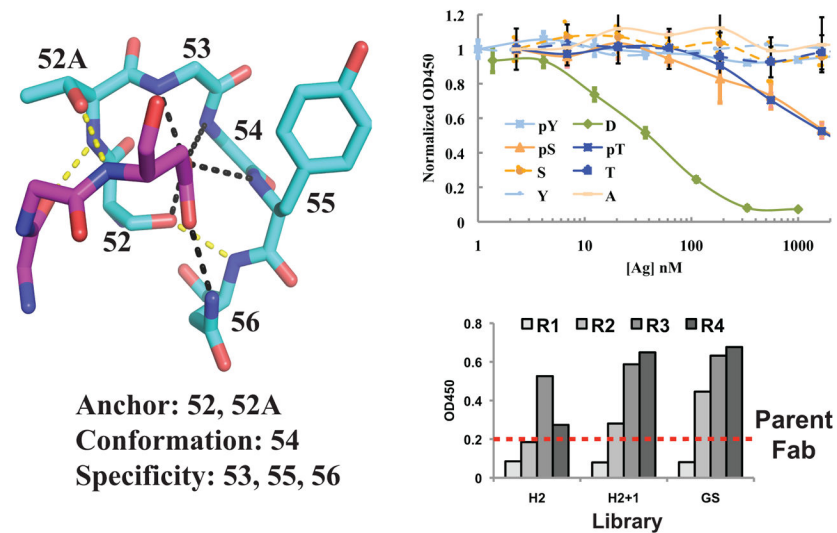 53
52A
54
55
52
56
Anchor: 52, 52A
Conformation: 54
Specificity: 53, 55, 56
Normalized OD450
1.2
1
0.8
0.6
0.4
0.2
0
pY
D
pS
pT
S
T
Y
A
1
10
100
1000
[Ag] nM
R1
R2
R3
R4
OD450
0.8
0.6
0.4
0.2
0
Parent
Fab
H2
H2+1
GS
Library